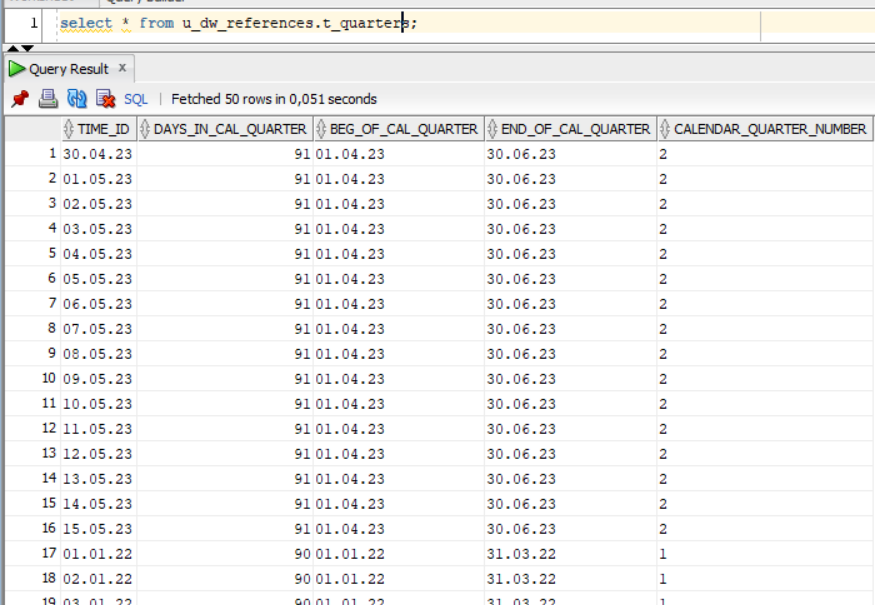 1 select * from u_dw_references.t_quarters;
Query Result x
SQL | Fetched 50 rows in 0,051 seconds
TIME_ID DAYS_IN_CAL_QUARTER BEG_OF_CAL_QUARTER END_OF_CAL_QUARTER CALENDAR_QUARTER_NUMBER
1 30.04.23 91 01.04.23 30.06.23 2
2 01.05.23 91 01.04.23 30.06.23 2
3 02.05.23 91 01.04.23 30.06.23 2
4 03.05.23 91 01.04.23 30.06.23 2
5 04.05.23 91 01.04.23 30.06.23 2
6 05.05.23 91 01.04.23 30.06.23 2
7 06.05.23 91 01.04.23 30.06.23 2
8 07.05.23 91 01.04.23 30.06.23 2
9 08.05.23 91 01.04.23 30.06.23 2
10 09.05.23 91 01.04.23 30.06.23 2
11 10.05.23 91 01.04.23 30.06.23 2
12 11.05.23 91 01.04.23 30.06.23 2
13 12.05.23 91 01.04.23 30.06.23 2
14 13.05.23 91 01.04.23 30.06.23 2
15 14.05.23 91 01.04.23 30.06.23 2
16 15.05.23 91 01.04.23 30.06.23 2
17 01.01.22 90 01.01.22 31.03.22 1
18 02.01.22 90 01.01.22 31.03.22 1
19 03.01.22 90 01.01.22 31.03.22 1